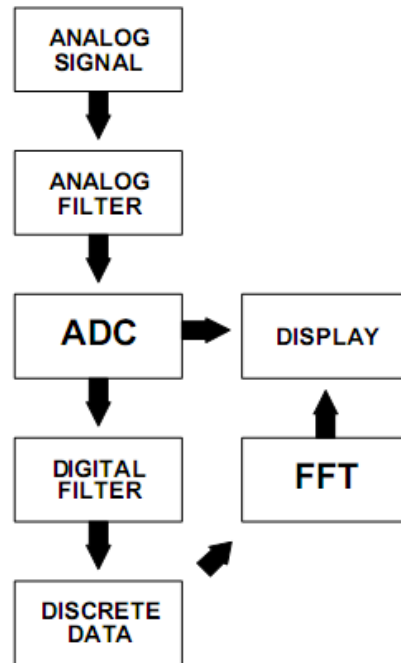 ANALOG
SIGNAL
ANALOG
FILTER
ADC
DISPLAY
DIGITAL
FILTER
FFT
DISCRETE
DATA